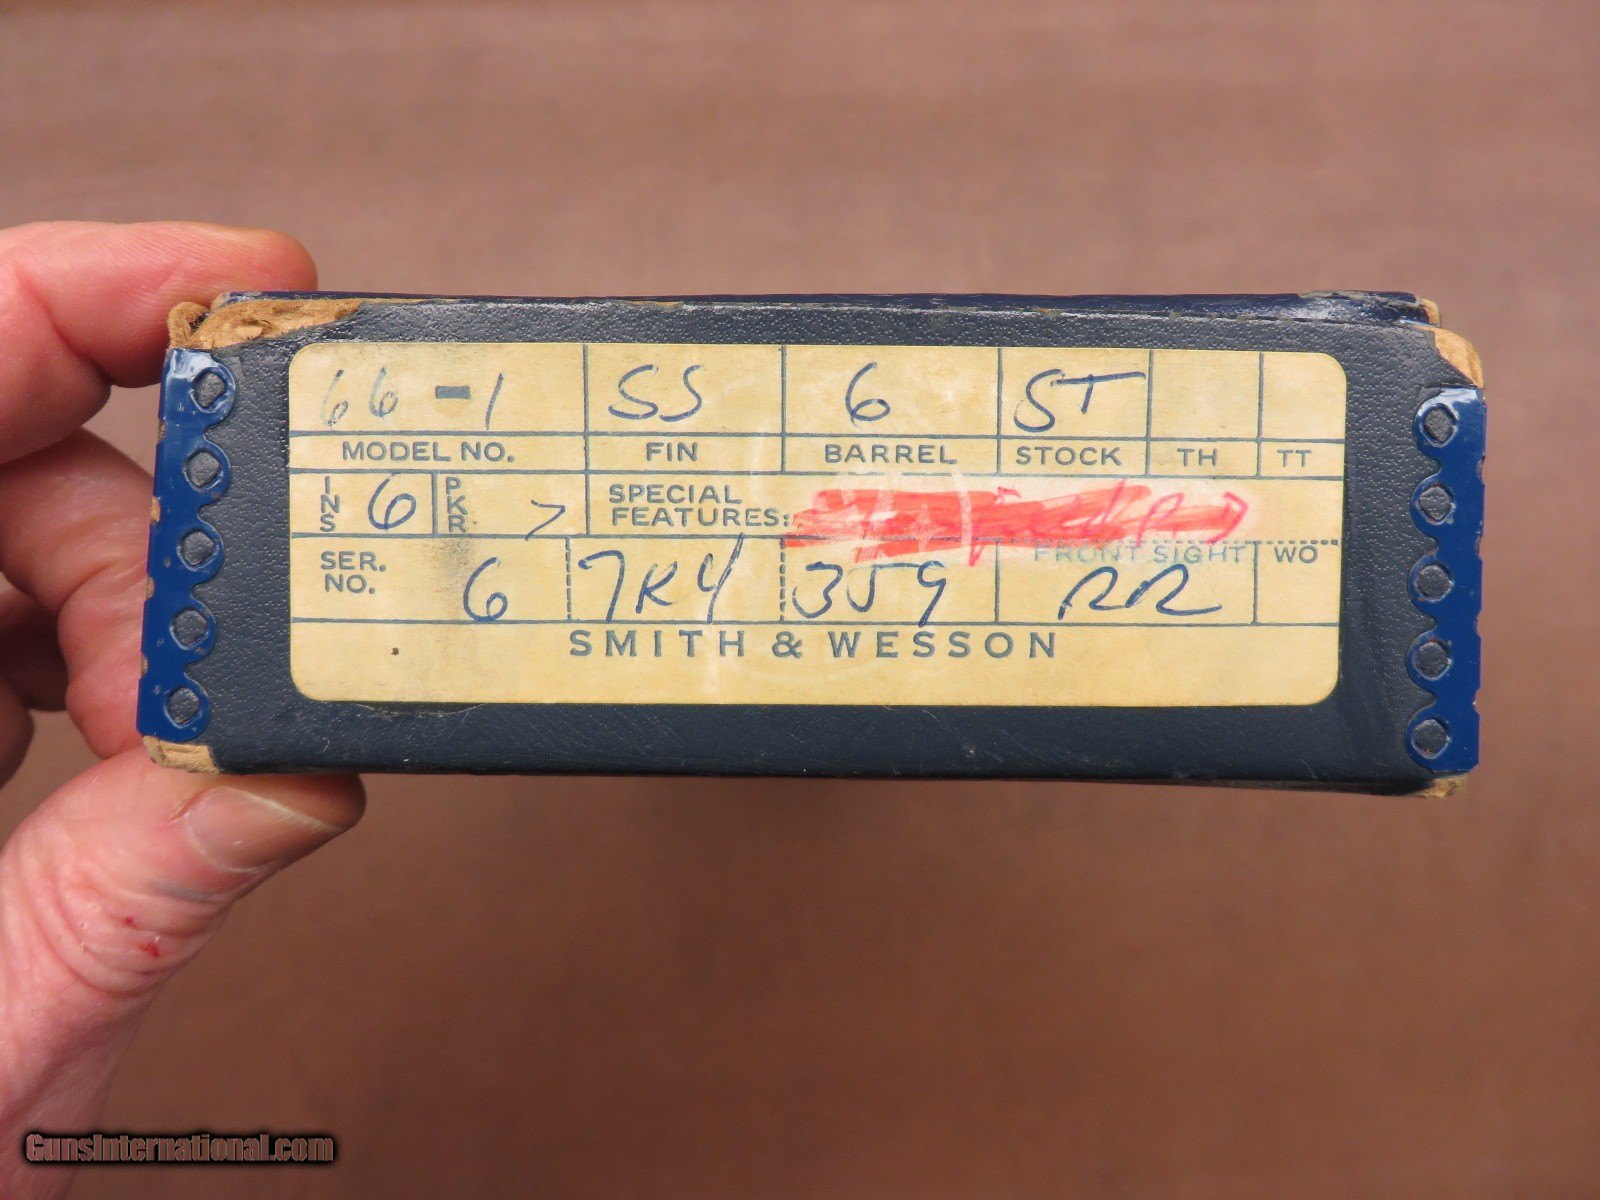 66-1 SS 6 ST
MODEL NO. FIN BARREL STOCK TH TT
INS 6 PKR 7 SPECIAL
FEATURES:
FRONT SIGHT WO
SER.
NO. 6 7K4 359 RR
SMITH & WESSON
GunsInternational.com